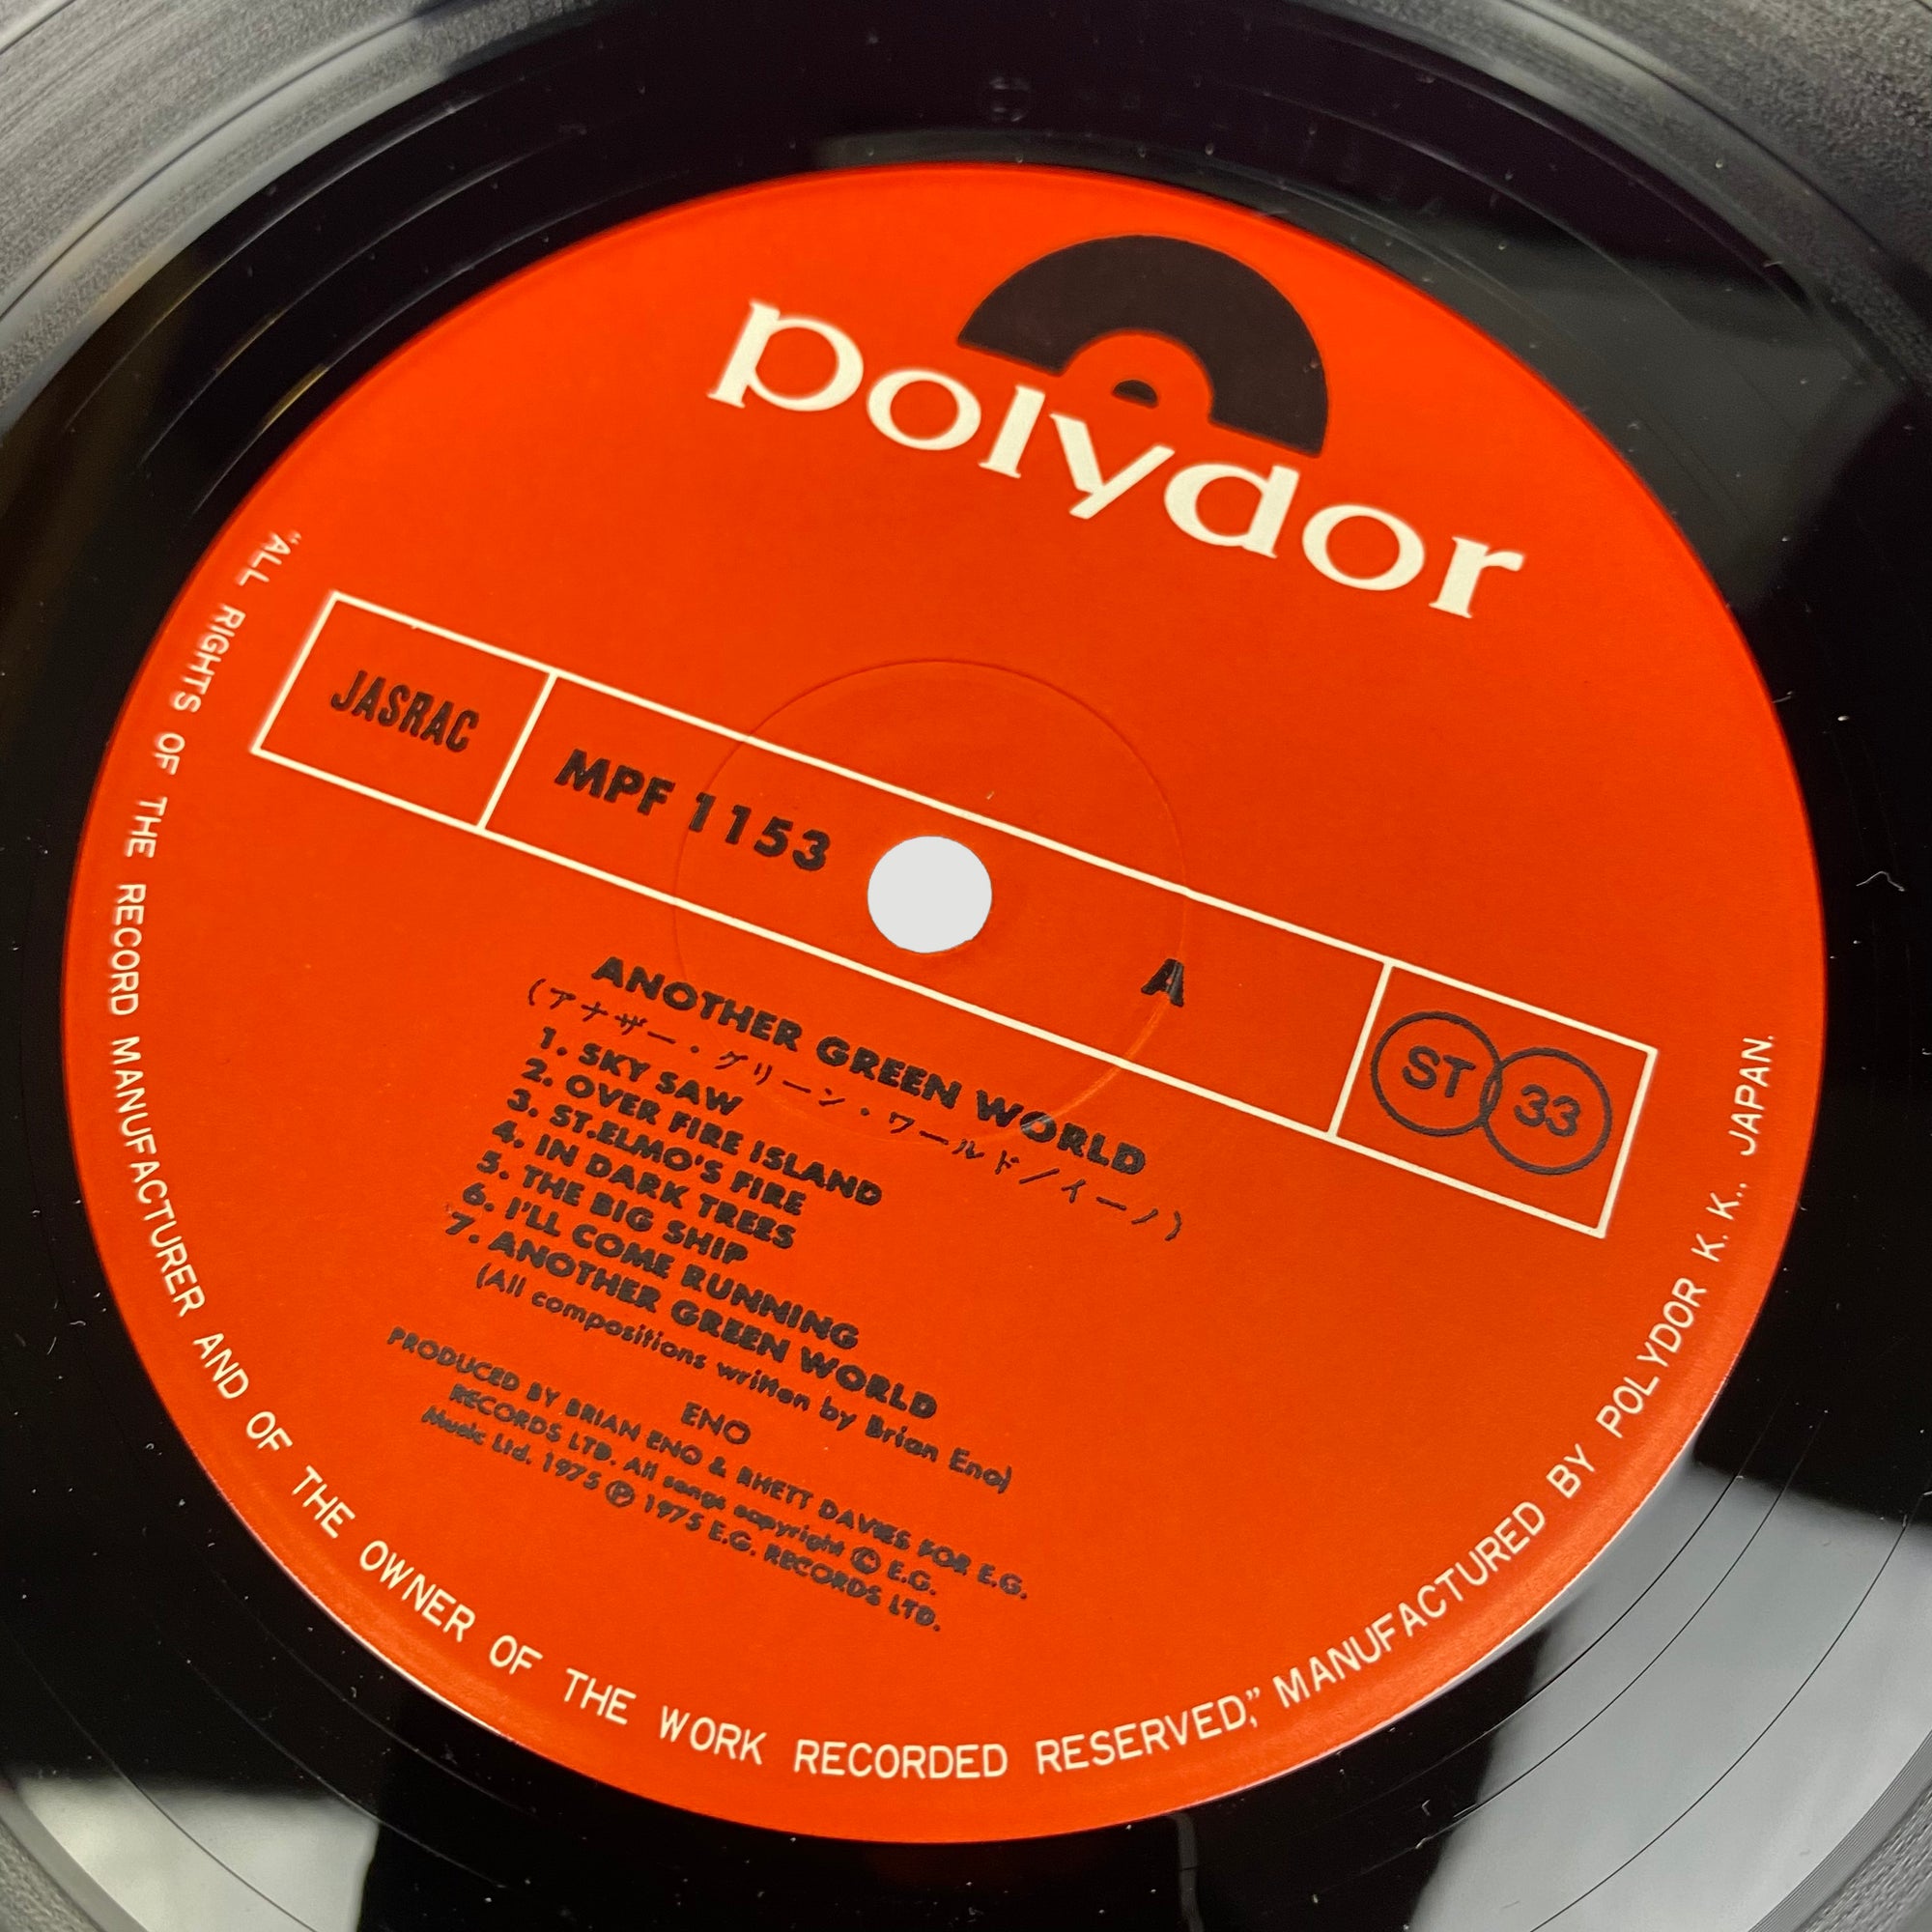 polydor
JASRAC
MPF 1153
A
ST 33
ANOTHER GREEN WORLD
(アナザー・グリーン・ワールド/イーノ)
1. SKY SAW
2. OVER FIRE ISLAND
3. ST.ELMO'S FIRE
4. IN DARK TREES
5. THE BIG SHIP
6. I'LL COME RUNNING
7. ANOTHER GREEN WORLD
(All compositions written by Brian Eno)
ENO
PRODUCED BY BRIAN ENO & RHETT DAVIES FOR E.G.
RECORDS LTD. All songs copyright © E.G.
Music Ltd. 1975 ℗ 1975 E.G. RECORDS LTD.
"ALL RIGHTS OF THE RECORD MANUFACTURER AND OF THE OWNER OF THE WORK RECORDED RESERVED," MANUFACTURED BY POLYDOR K.K., JAPAN.